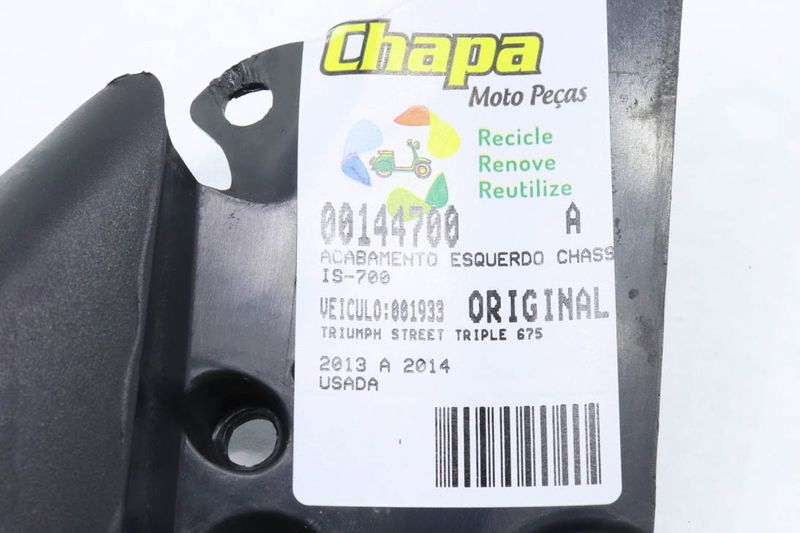 Chapa
Moto Peças
Recicle
Renove
Reutilize
00144700 A
ACABAMENTO ESQUERDO CHASS
IS-700
VEICULO:001933 ORIGINAL
TRIUMPH STREET TRIPLE 675
2013 A 2014
USADA